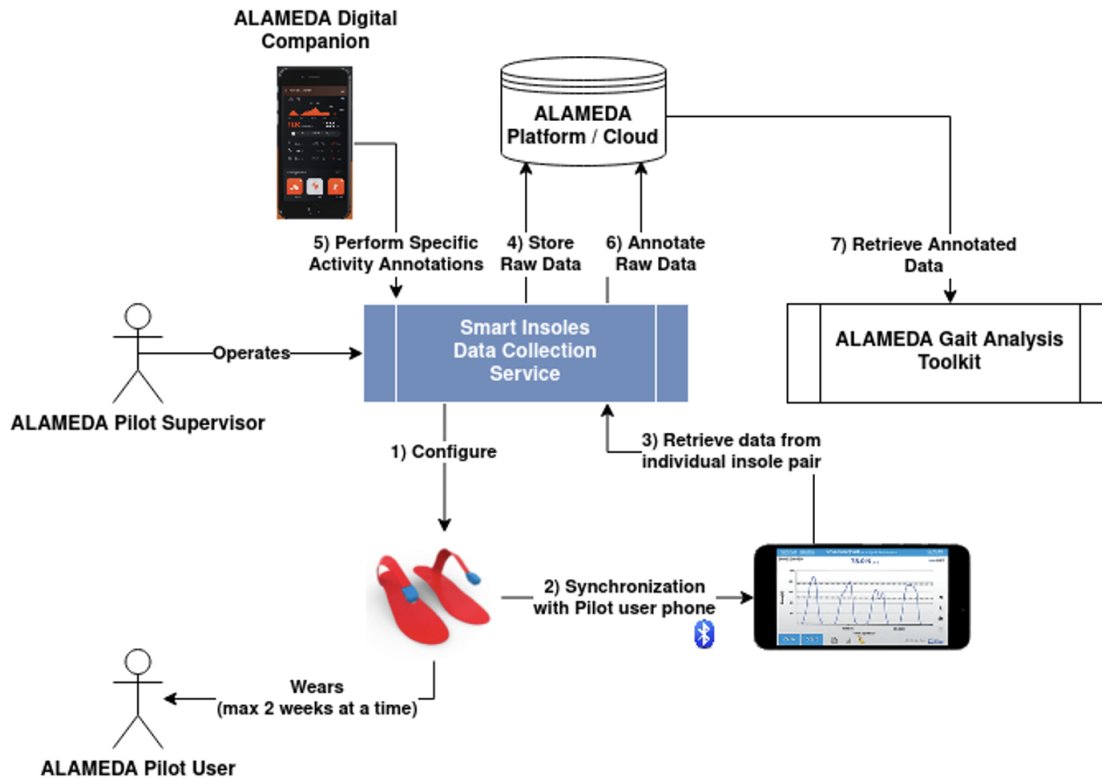 ALAMEDA Digital
Companion
ALAMEDA
Platform / Cloud
5) Perform Specific
Activity Annotations
4) Store
Raw Data
6) Annotate
Raw Data
7) Retrieve Annotated
Data
Smart Insoles
Data Collection
Service
ALAMEDA Gait Analysis
Toolkit
Operates
ALAMEDA Pilot Supervisor
1) Configure
3) Retrieve data from
individual insole pair
2) Synchronization
with Pilot user phone
Wears
(max 2 weeks at a time)
ALAMEDA Pilot User